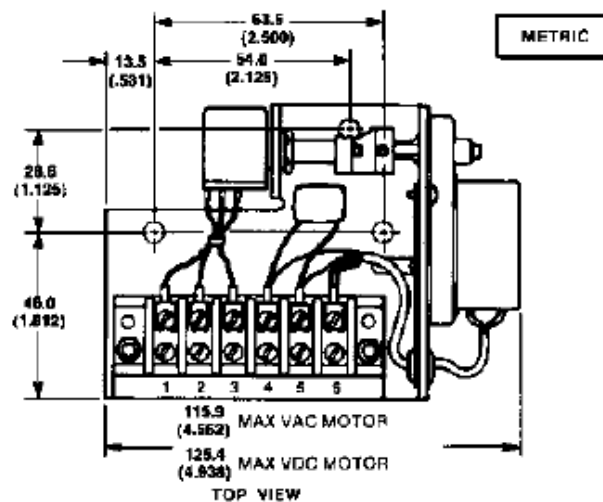 63.5
(2.500)
METRIC
13.5
(.531)
54.0
(2.125)
28.6
(1.125)
46.0
(1.812)
1 2 3 4 5 6
115.9
(4.562) MAX VAC MOTOR
125.4
(4.938) MAX VDC MOTOR
TOP VIEW